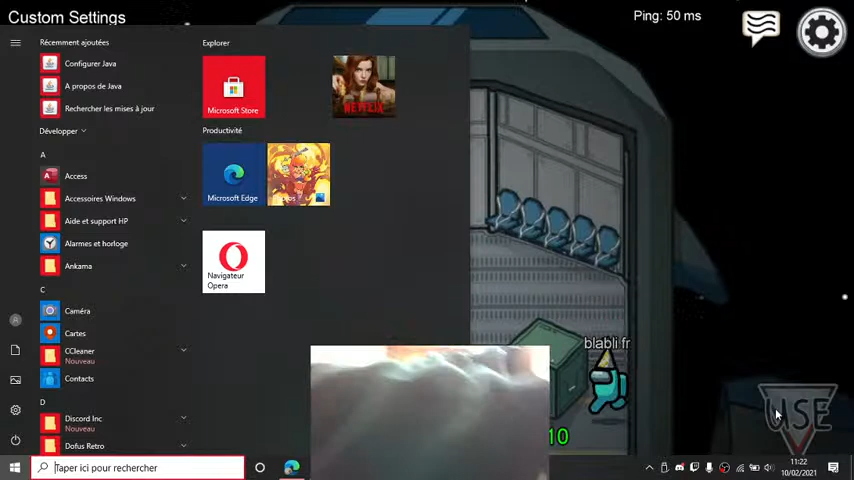 Custom Settings
Ping: 50 ms
Récemment ajoutées
Configurer Java
A propos de Java
Rechercher les mises à jour
Développer
A
Access
Accessoires Windows
Aide et support HP
Alarmes et horloge
Ankama
C
Caméra
Cartes
CCleaner
Nouveau
Contacts
D
Discord Inc
Nouveau
Dofus Retro
Explorer
Microsoft Store
NETFLIX
Productivité
Microsoft Edge
Navigateur
Opera
blabli fr
10
USE
Taper ici pour rechercher
11:22
10/02/2021